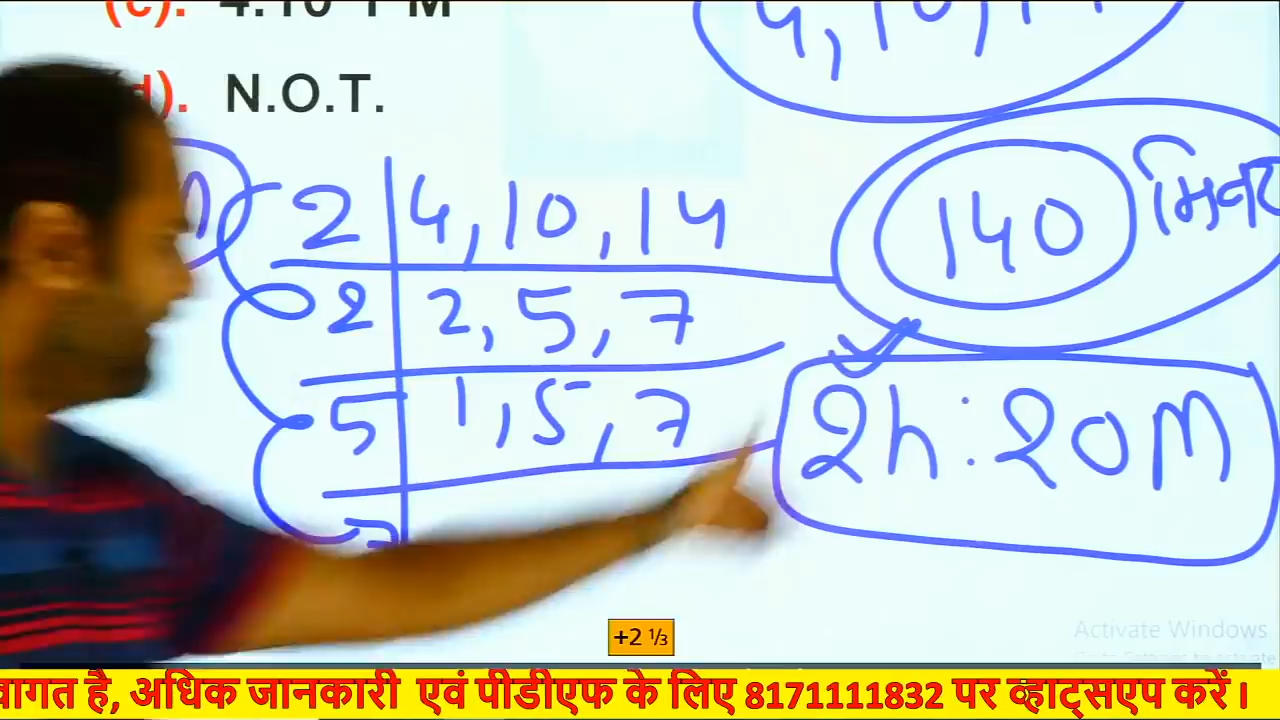 (c). 4:10 PM
4, 10, 14
(d). N.O.T.
2 | 4, 10, 14
140 मिनट
2 | 2, 5, 7
5 | 1, 5, 7
2h : 20M
7
+2 ⅓
Activate Windows
वागत है, अधिक जानकारी एवं पीडीएफ के लिए 8171111832 पर व्हाट्सएप करें।